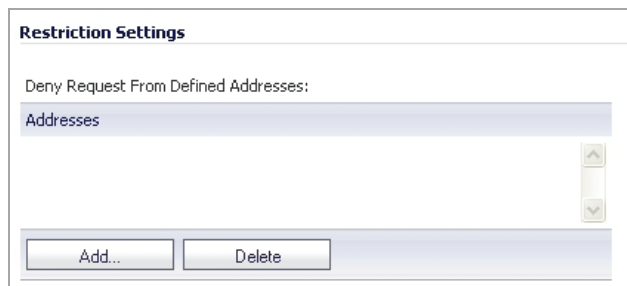 Restriction Settings
Deny Request From Defined Addresses:
Addresses
Add... Delete